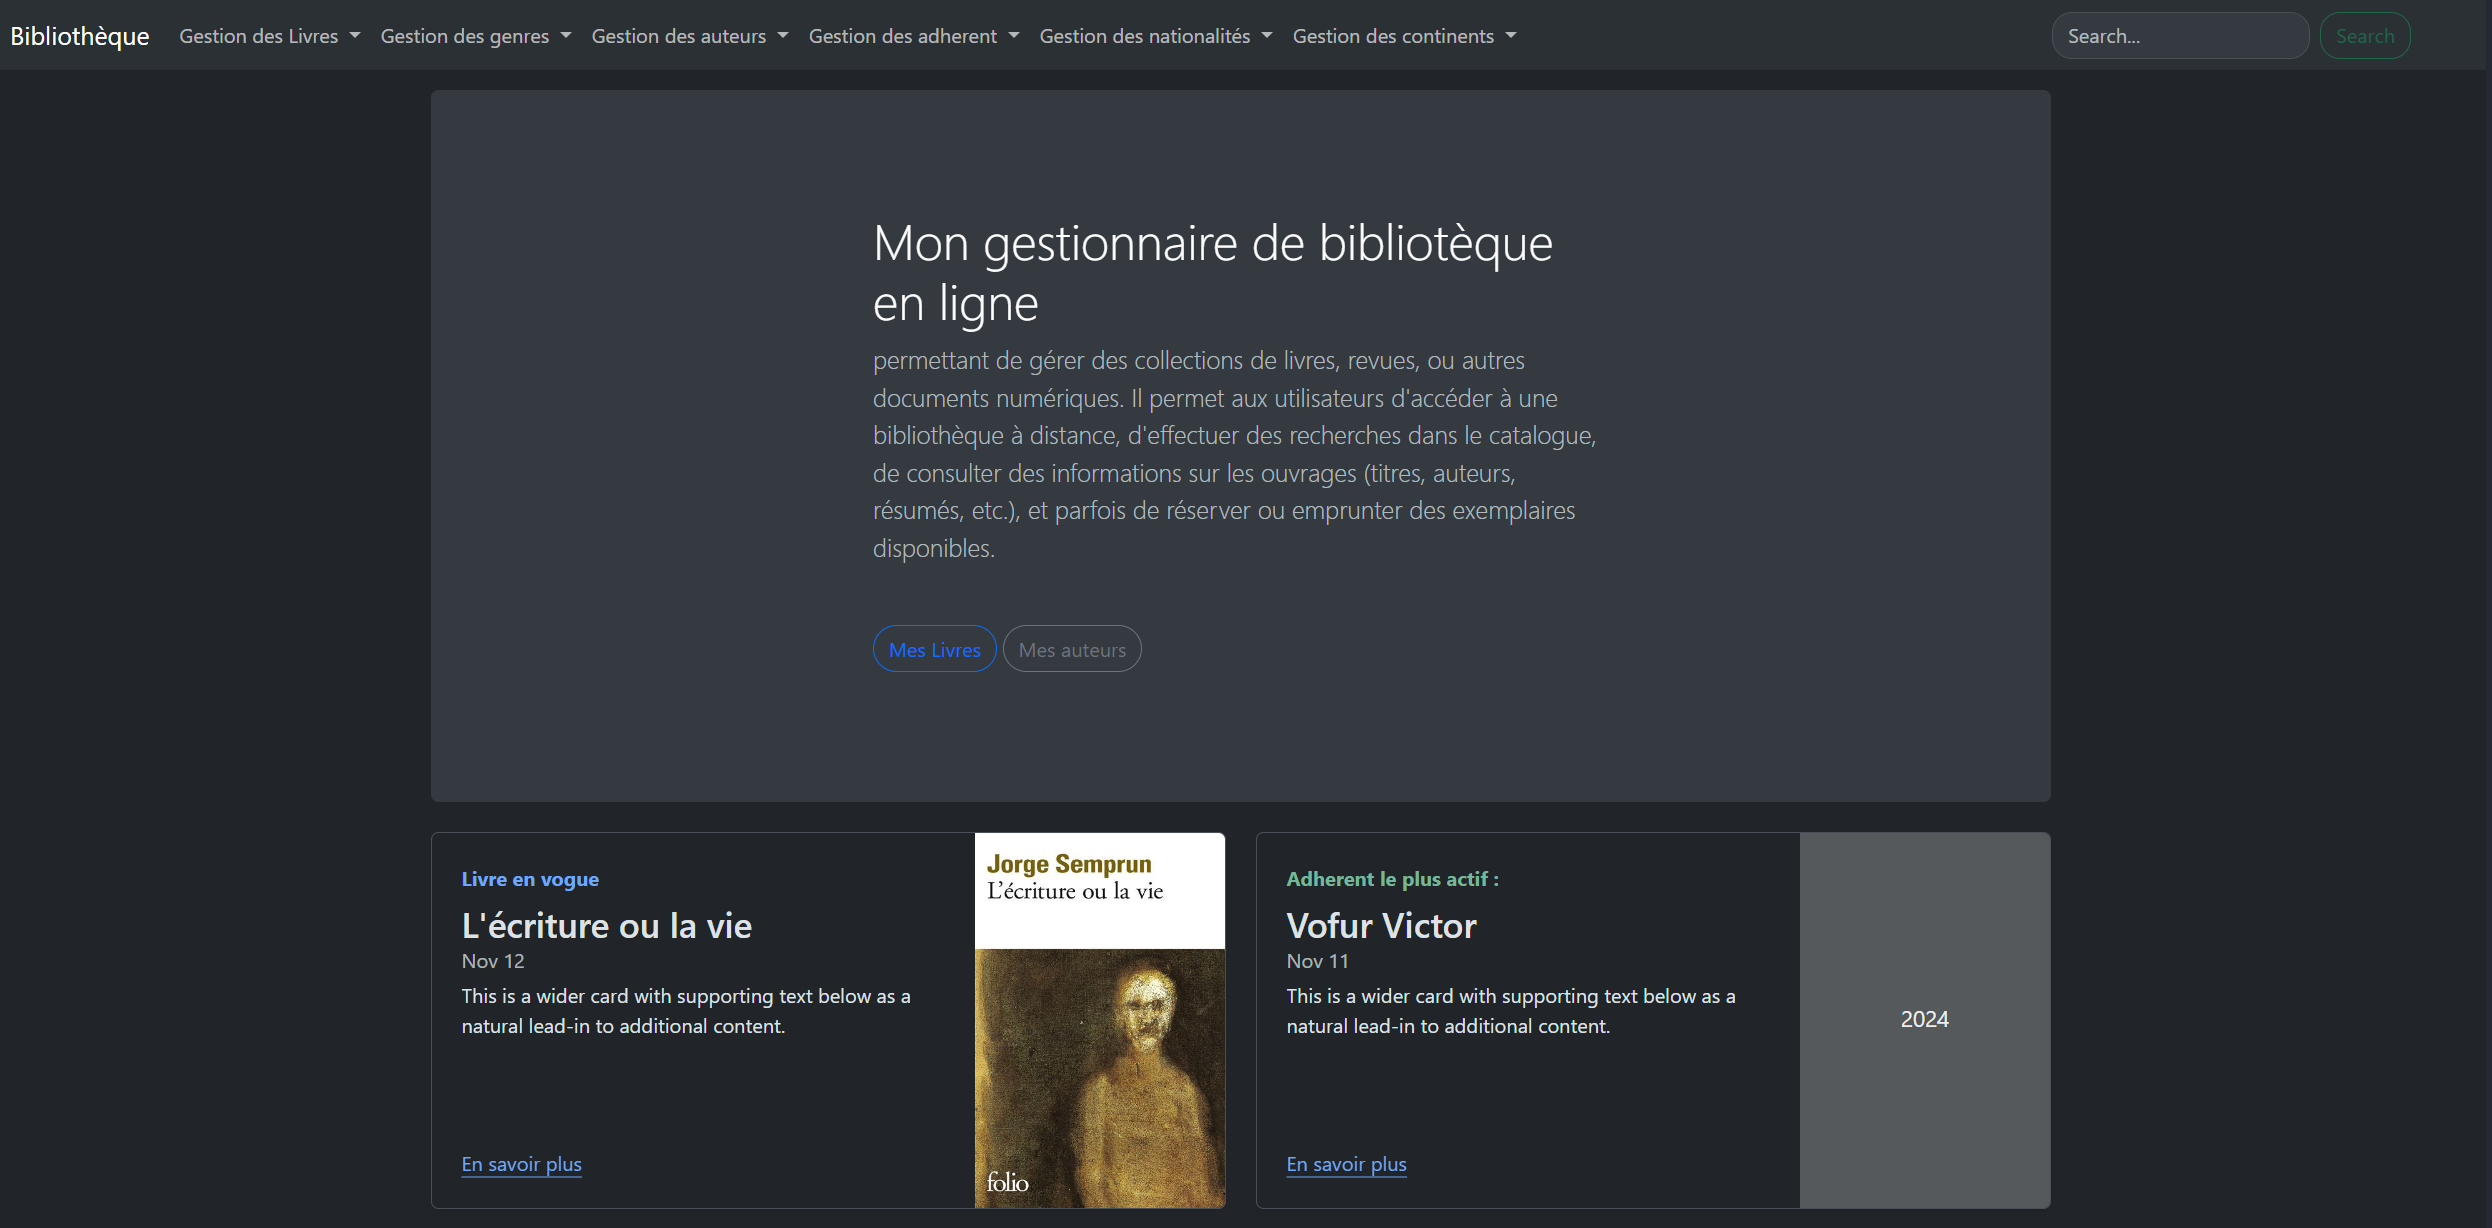 Bibliothèque Gestion des Livres Gestion des genres Gestion des auteurs Gestion des adherent Gestion des nationalités Gestion des continents Search... Search
Mon gestionnaire de bibliotèque
en ligne
permettant de gérer des collections de livres, revues, ou autres
documents numériques. Il permet aux utilisateurs d'accéder à une
bibliothèque à distance, d'effectuer des recherches dans le catalogue,
de consulter des informations sur les ouvrages (titres, auteurs,
résumés, etc.), et parfois de réserver ou emprunter des exemplaires
disponibles.
Mes Livres Mes auteurs
Livre en vogue
L'écriture ou la vie
Nov 12
This is a wider card with supporting text below as a
natural lead-in to additional content.
En savoir plus
Jorge Semprun
L'écriture ou la vie
folio
Adherent le plus actif :
Vofur Victor
Nov 11
This is a wider card with supporting text below as a
natural lead-in to additional content.
En savoir plus
2024